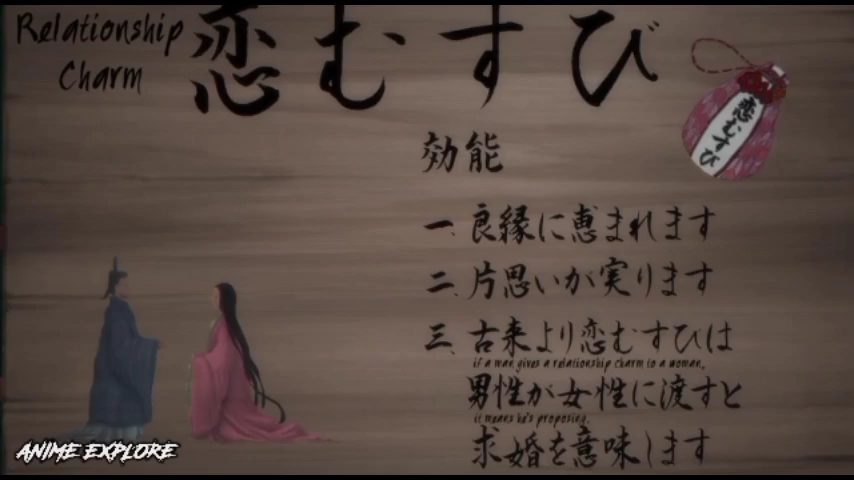 Relationship
Charm
恋むすび
恋むすび
効能
一、良縁に恵まれます
二、片思いが実ります
三、古来より恋むすびは
if a man gives a relationship charm to a woman,
男性が女性に渡すと
it means he's proposing.
求婚を意味します
ANIME EXPLORE